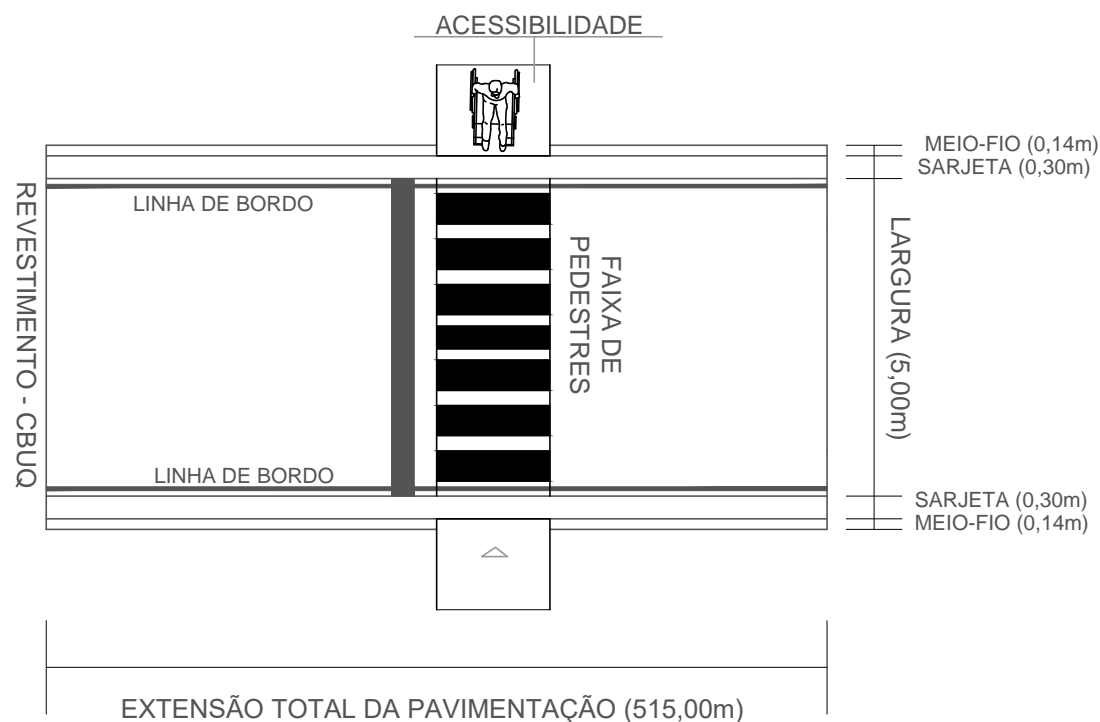 ACESSIBILIDADE
MEIO-FIO (0,14m)
SARJETA (0,30m)
LINHA DE BORDO
REVESTIMENTO - CBUQ
FAIXA DE
PEDESTRES
LARGURA (5,00m)
LINHA DE BORDO
SARJETA (0,30m)
MEIO-FIO (0,14m)
EXTENSÃO TOTAL DA PAVIMENTAÇÃO (515,00m)